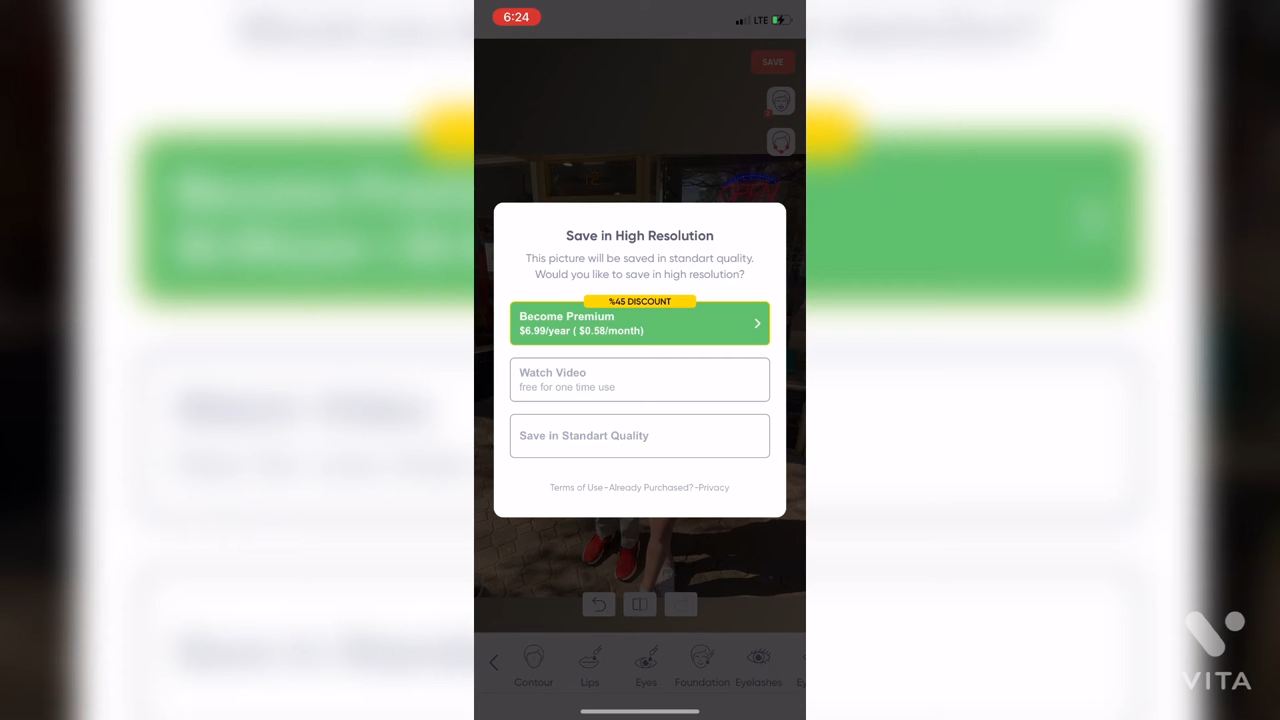 6:24
LTE
SAVE
12
Save in High Resolution
This picture will be saved in standart quality.
Would you like to save in high resolution?
%45 DISCOUNT
Become Premium
$6.99/year ( $0.58/month)
Watch Video
free for one time use
Save in Standart Quality
Terms of Use-Already Purchased?-Privacy
Contour
Lips
Eyes
Foundation
Eyelashes
Ey
VITA